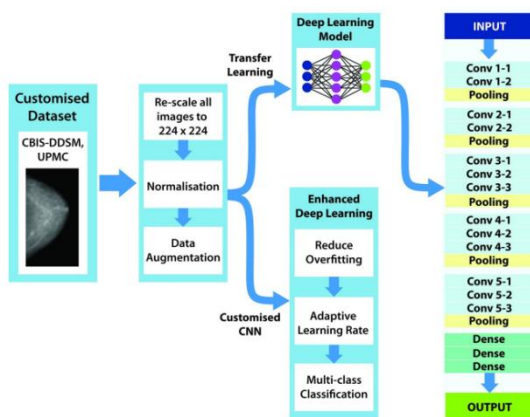 Customised
Dataset
CBIS-DDSM,
UPMC
Re-scale all
images to
224 x 224
Normalisation
Data
Augmentation
Transfer
Learning
Customised
CNN
Deep Learning
Model
Enhanced
Deep Learning
Reduce
Overfitting
Adaptive
Learning Rate
Multi-class
Classification
INPUT
Conv 1-1
Conv 1-2
Pooling
Conv 2-1
Conv 2-2
Pooling
Conv 3-1
Conv 3-2
Conv 3-3
Pooling
Conv 4-1
Conv 4-2
Conv 4-3
Pooling
Conv 5-1
Conv 5-2
Conv 5-3
Pooling
Dense
Dense
Dense
OUTPUT